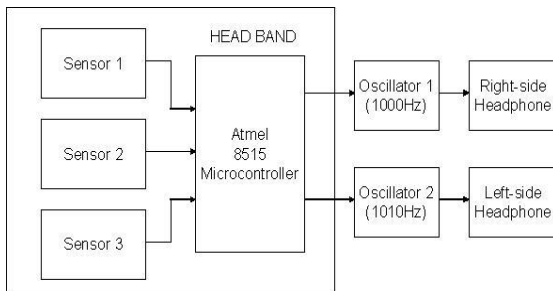 HEAD BAND
Sensor 1
Sensor 2
Sensor 3
Atmel
8515
Microcontroller
Oscillator 1
(1000Hz)
Right-side
Headphone
Oscillator 2
(1010Hz)
Left-side
Headphone